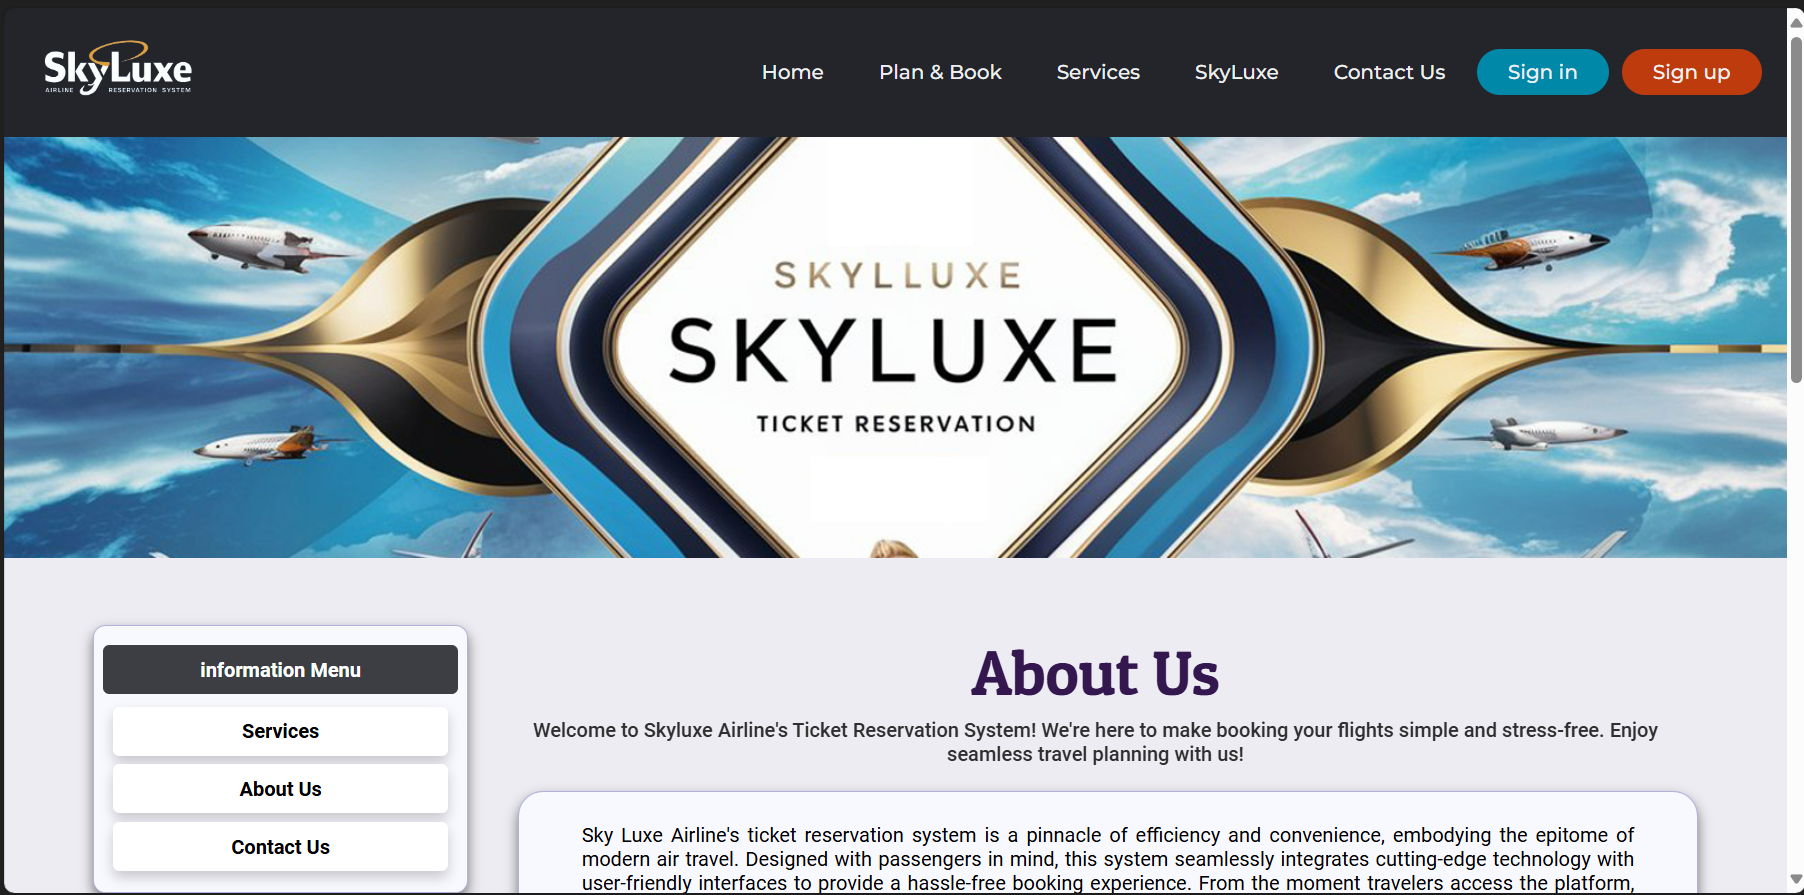 SkyLuxe
AIRLINE RESERVATION SYSTEM
Home Plan & Book Services SkyLuxe Contact Us Sign in Sign up
SKYLLUXE
SKYLUXE
TICKET RESERVATION
information Menu
Services
About Us
Contact Us
About Us
Welcome to Skyluxe Airline's Ticket Reservation System! We're here to make booking your flights simple and stress-free. Enjoy
seamless travel planning with us!
Sky Luxe Airline's ticket reservation system is a pinnacle of efficiency and convenience, embodying the epitome of
modern air travel. Designed with passengers in mind, this system seamlessly integrates cutting-edge technology with
user-friendly interfaces to provide a hassle-free booking experience. From the moment travelers access the platform,